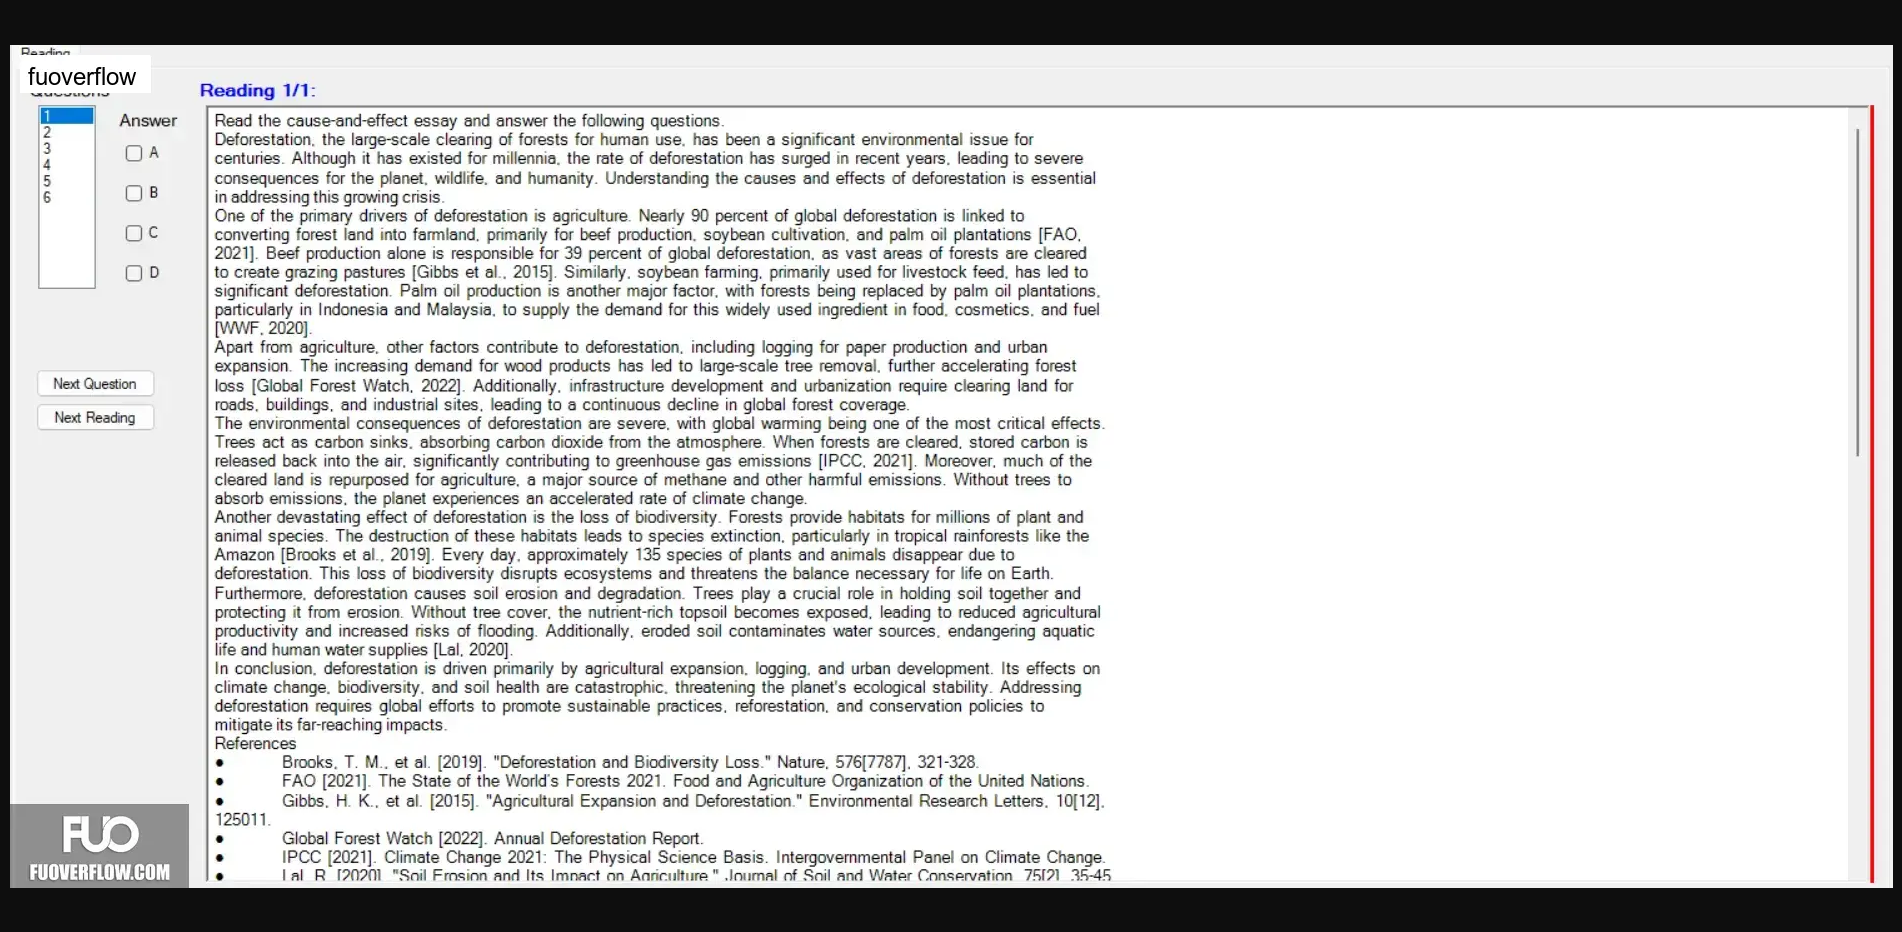 Reading
fuoverflow
Questions
Reading 1/1:
1
2
3
4
5
6
Answer
A
B
C
D
Next Question
Next Reading
Read the cause-and-effect essay and answer the following questions.
Deforestation, the large-scale clearing of forests for human use, has been a significant environmental issue for
centuries. Although it has existed for millennia, the rate of deforestation has surged in recent years, leading to severe
consequences for the planet, wildlife, and humanity. Understanding the causes and effects of deforestation is essential
in addressing this growing crisis.
One of the primary drivers of deforestation is agriculture. Nearly 90 percent of global deforestation is linked to
converting forest land into farmland, primarily for beef production, soybean cultivation, and palm oil plantations [FAO,
2021]. Beef production alone is responsible for 39 percent of global deforestation, as vast areas of forests are cleared
to create grazing pastures [Gibbs et al., 2015]. Similarly, soybean farming, primarily used for livestock feed, has led to
significant deforestation. Palm oil production is another major factor, with forests being replaced by palm oil plantations,
particularly in Indonesia and Malaysia, to supply the demand for this widely used ingredient in food, cosmetics, and fuel
[WWF, 2020].
Apart from agriculture, other factors contribute to deforestation, including logging for paper production and urban
expansion. The increasing demand for wood products has led to large-scale tree removal, further accelerating forest
loss [Global Forest Watch, 2022]. Additionally, infrastructure development and urbanization require clearing land for
roads, buildings, and industrial sites, leading to a continuous decline in global forest coverage.
The environmental consequences of deforestation are severe, with global warming being one of the most critical effects.
Trees act as carbon sinks, absorbing carbon dioxide from the atmosphere. When forests are cleared, stored carbon is
released back into the air, significantly contributing to greenhouse gas emissions [IPCC, 2021]. Moreover, much of the
cleared land is repurposed for agriculture, a major source of methane and other harmful emissions. Without trees to
absorb emissions, the planet experiences an accelerated rate of climate change.
Another devastating effect of deforestation is the loss of biodiversity. Forests provide habitats for millions of plant and
animal species. The destruction of these habitats leads to species extinction, particularly in tropical rainforests like the
Amazon [Brooks et al., 2019]. Every day, approximately 135 species of plants and animals disappear due to
deforestation. This loss of biodiversity disrupts ecosystems and threatens the balance necessary for life on Earth.
Furthermore, deforestation causes soil erosion and degradation. Trees play a crucial role in holding soil together and
protecting it from erosion. Without tree cover, the nutrient-rich topsoil becomes exposed, leading to reduced agricultural
productivity and increased risks of flooding. Additionally, eroded soil contaminates water sources, endangering aquatic
life and human water supplies [Lal, 2020].
In conclusion, deforestation is driven primarily by agricultural expansion, logging, and urban development. Its effects on
climate change, biodiversity, and soil health are catastrophic, threatening the planet's ecological stability. Addressing
deforestation requires global efforts to promote sustainable practices, reforestation, and conservation policies to
mitigate its far-reaching impacts.
References
● Brooks, T. M., et al. [2019]. "Deforestation and Biodiversity Loss." Nature, 576[7787], 321-328.
● FAO [2021]. The State of the World's Forests 2021. Food and Agriculture Organization of the United Nations.
● Gibbs, H. K., et al. [2015]. "Agricultural Expansion and Deforestation." Environmental Research Letters, 10[12],
125011.
● Global Forest Watch [2022]. Annual Deforestation Report.
● IPCC [2021]. Climate Change 2021: The Physical Science Basis. Intergovernmental Panel on Climate Change.
● Lal, R. [2020]. "Soil Erosion and Its Impact on Agriculture." Journal of Soil and Water Conservation, 75[2], 35-45
FUO
FUOVERFLOW.COM